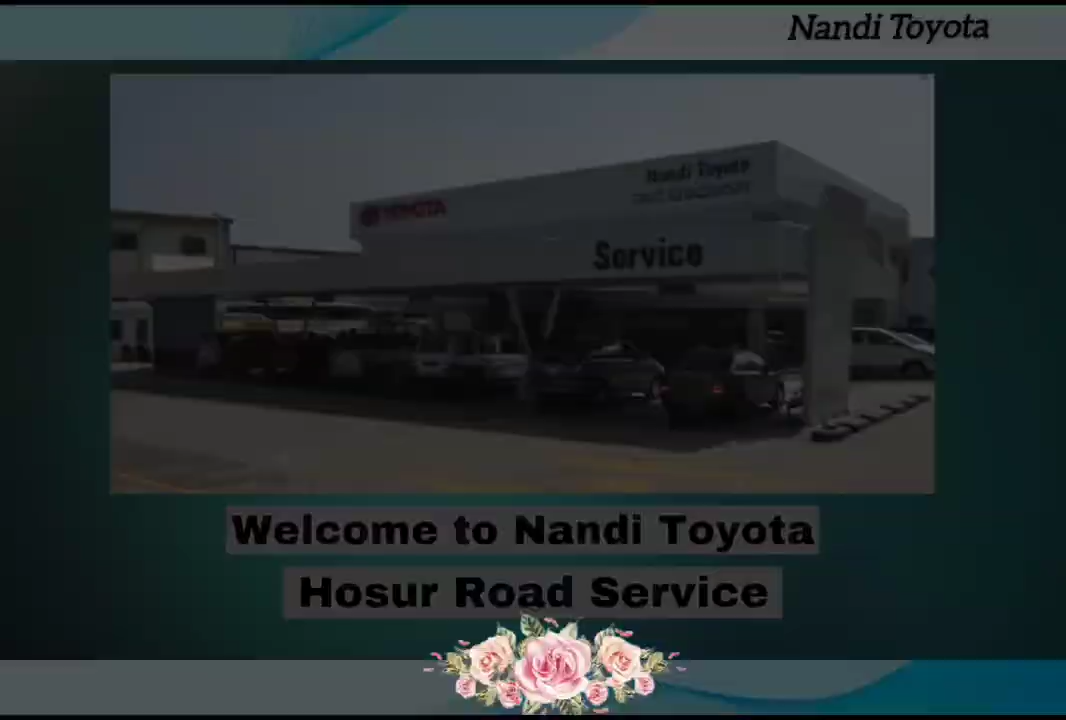 Nandi Toyota
Nandi Toyota
TOYOTA
Service
Welcome to Nandi Toyota
Hosur Road Service